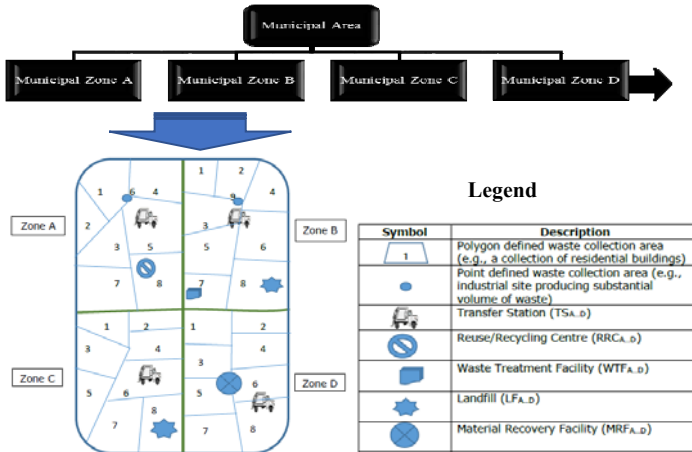 Municipal Area
Municipal Zone A
Municipal Zone B
Municipal Zone C
Municipal Zone D
Zone A
1
6
4
2
3
5
7
8
Zone B
1
2
9
4
3
6
7
8
Zone C
1
2
3
4
5
6
8
7
Zone D
1
2
3
4
5
6
7
8
Legend
Symbol Description
1
Polygon defined waste collection area
(e.g., a collection of residential buildings)
Point defined waste collection area (e.g.,
industrial site producing substantial
volume of waste)
Transfer Station (TSA..D)
Reuse/Recycling Centre (RRCA..D)
Waste Treatment Facility (WTFA..D)
Landfill (LFA..D)
Material Recovery Facility (MRFA..D)